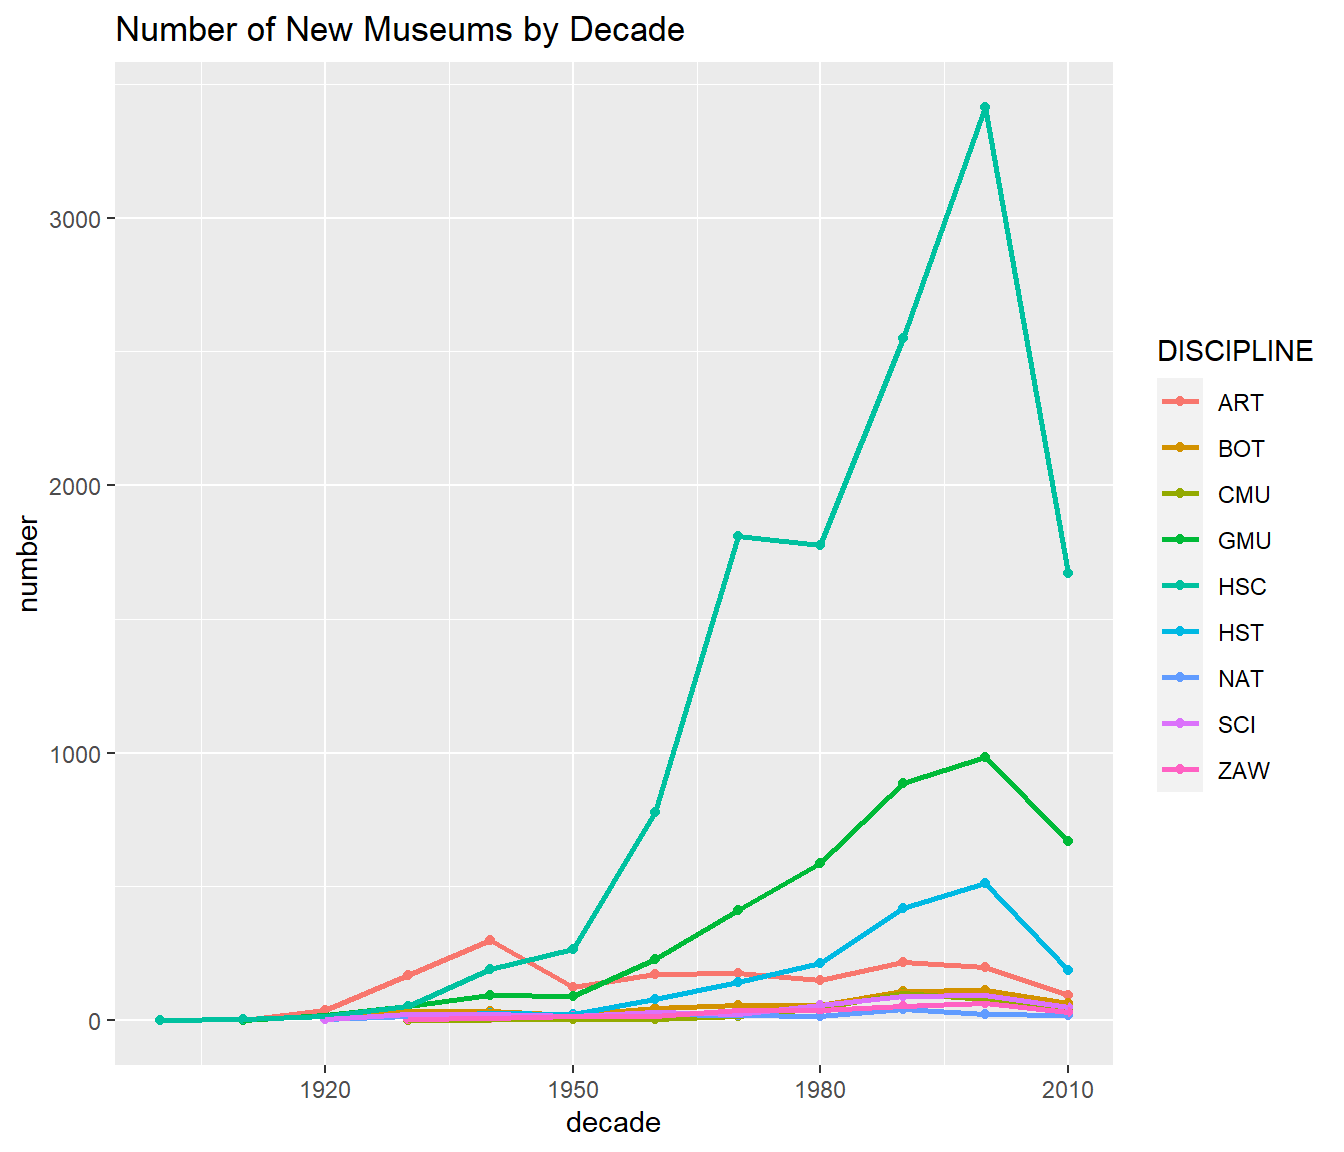 Number of New Museums by Decade
number
3000
2000
1000
0
1920 1950 1980 2010
decade
DISCIPLINE
ART
BOT
CMU
GMU
HSC
HST
NAT
SCI
ZAW